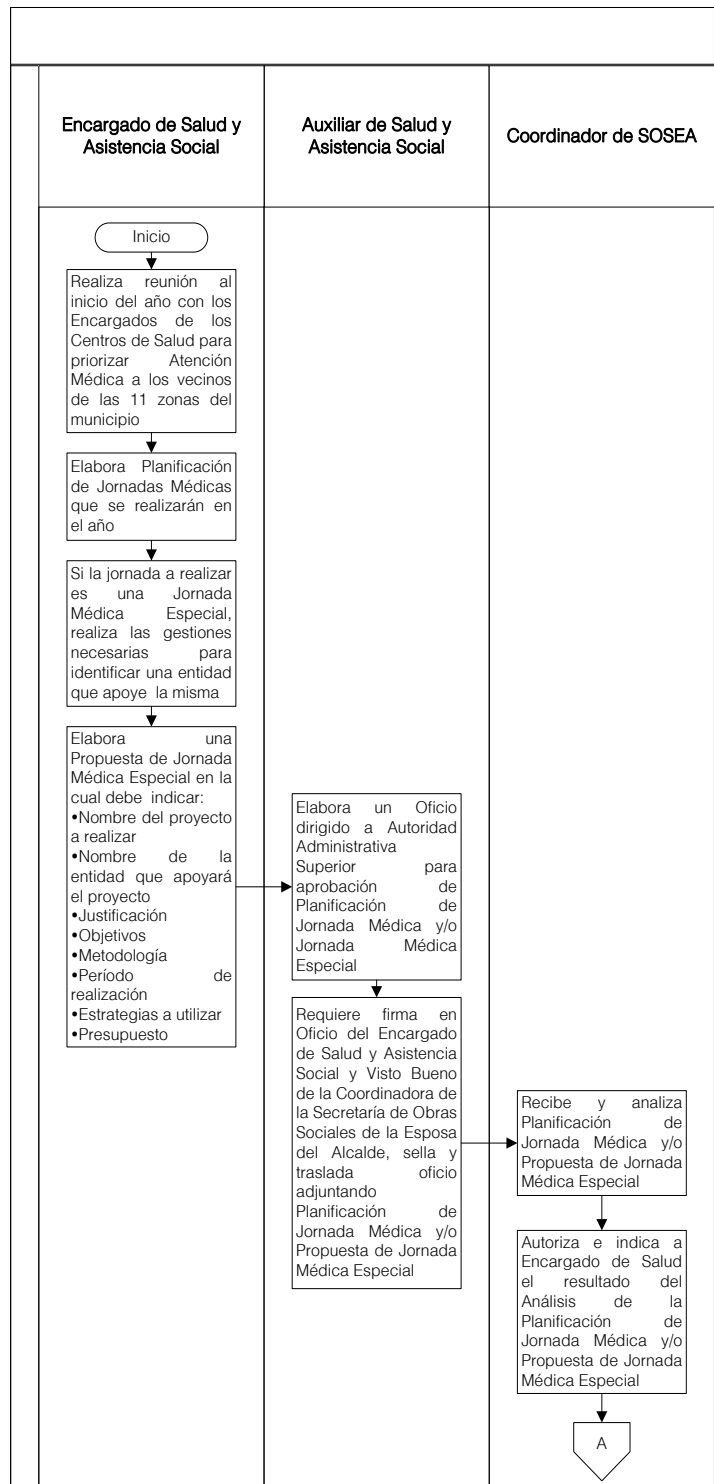 Encargado de Salud y
Asistencia Social
Auxiliar de Salud y
Asistencia Social
Coordinador de SOSEA
Inicio
Realiza reunión al
inicio del año con los
Encargados de los
Centros de Salud para
priorizar Atención
Médica a los vecinos
de las 11 zonas del
municipio
Elabora Planificación
de Jornadas Médicas
que se realizarán en
el año
Si la jornada a realizar
es una Jornada
Médica Especial,
realiza las gestiones
necesarias para
identificar una entidad
que apoye la misma
Elabora una
Propuesta de Jornada
Médica Especial en la
cual debe indicar:
•Nombre del proyecto
a realizar
•Nombre de la
entidad que apoyará
el proyecto
•Justificación
•Objetivos
•Metodología
•Período de
realización
•Estrategias a utilizar
•Presupuesto
Elabora un Oficio
dirigido a Autoridad
Administrativa
Superior para
aprobación de
Planificación de
Jornada Médica y/o
Jornada Médica
Especial
Requiere firma en
Oficio del Encargado
de Salud y Asistencia
Social y Visto Bueno
de la Coordinadora de
la Secretaría de Obras
Sociales de la Esposa
del Alcalde, sella y
traslada oficio
adjuntando
Planificación de
Jornada Médica y/o
Propuesta de Jornada
Médica Especial
Recibe y analiza
Planificación de
Jornada Médica y/o
Propuesta de Jornada
Médica Especial
Autoriza e indica a
Encargado de Salud
el resultado del
Análisis de la
Planificación de
Jornada Médica y/o
Propuesta de Jornada
Médica Especial
A